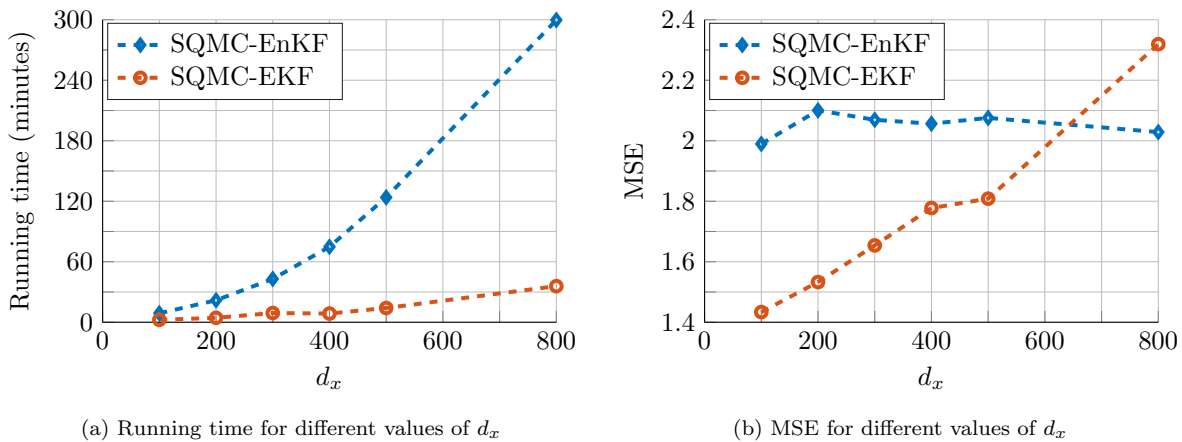 300
240
180
120
60
0
0
200
400
600
800
Running time (minutes)
d_x
SQMC-EnKF
SQMC-EKF
(a) Running time for different values of d_x
2.4
2.2
2
1.8
1.6
1.4
0
200
400
600
800
MSE
d_x
SQMC-EnKF
SQMC-EKF
(b) MSE for different values of d_x